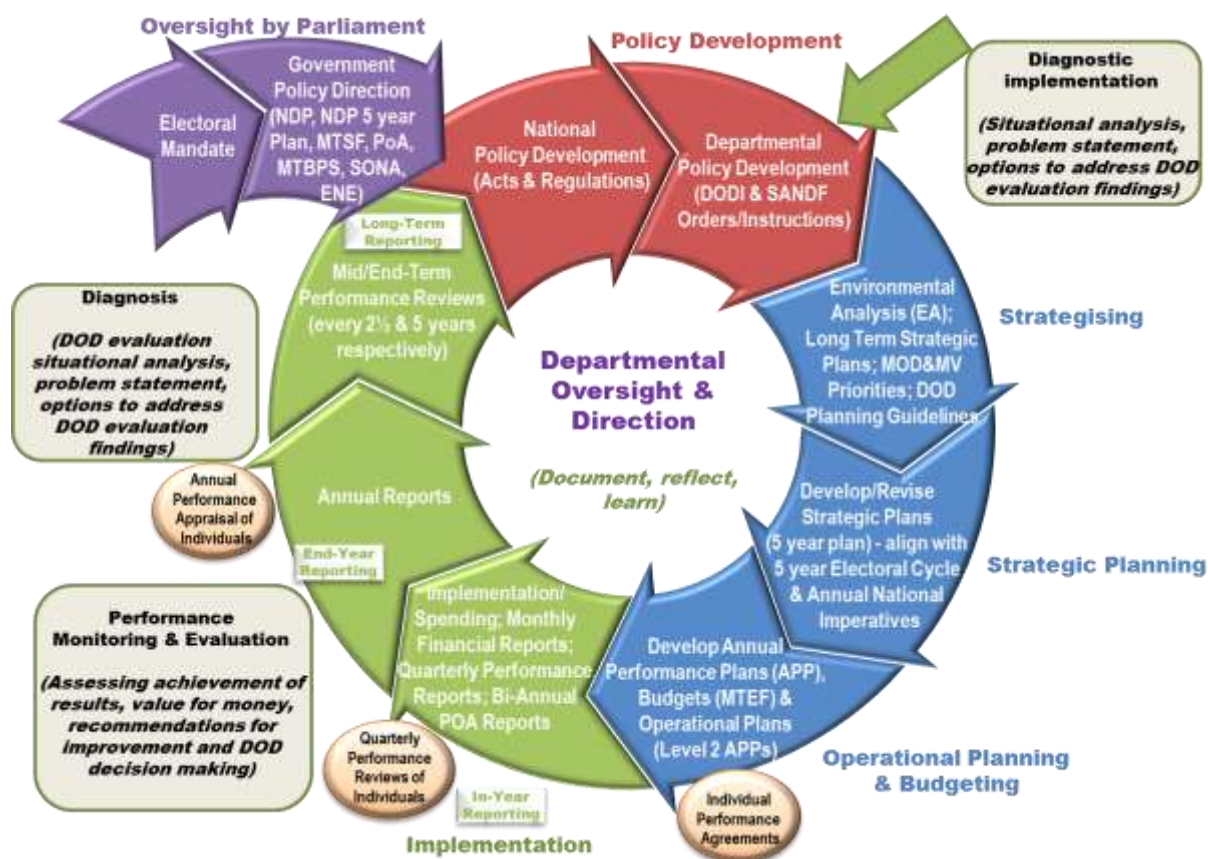 Oversight by Parliament
Electoral
Mandate
Government
Policy Direction
(NDP, NDP 5 year
Plan, MTSF, PoA,
MTBPS, SONA,
ENE)
Policy Development
National
Policy Development
(Acts & Regulations)
Departmental
Policy Development
(DODI & SANDF
Orders/Instructions)
Diagnostic
implementation
(Situational analysis,
problem statement,
options to address DOD
evaluation findings)
Environmental
Analysis (EA);
Long Term Strategic
Plans; MOD&MV
Priorities; DOD
Planning Guidelines
Strategising
Develop/Revise
Strategic Plans
(5 year plan) - align with
5 year Electoral Cycle
& Annual National
Imperatives
Strategic Planning
Develop Annual
Performance Plans (APP),
Budgets (MTEF) &
Operational Plans
(Level 2 APPs)
Operational Planning
& Budgeting
Individual
Performance
Agreements
Implementation/
Spending; Monthly
Financial Reports;
Quarterly Performance
Reports; Bi-Annual
POA Reports
Quarterly
Performance
Reviews of
Individuals
In-Year
Reporting
Implementation
Performance
Monitoring & Evaluation
(Assessing achievement of
results, value for money,
recommendations for
improvement and DOD
decision making)
Annual Reports
End-Year
Reporting
Annual
Performance
Appraisal of
Individuals
Diagnosis
(DOD evaluation
situational analysis,
problem statement,
options to address
DOD evaluation
findings)
Long-Term
Reporting
Mid/End-Term
Performance Reviews
(every 2½ & 5 years
respectively)
Departmental
Oversight &
Direction
(Document, reflect,
learn)